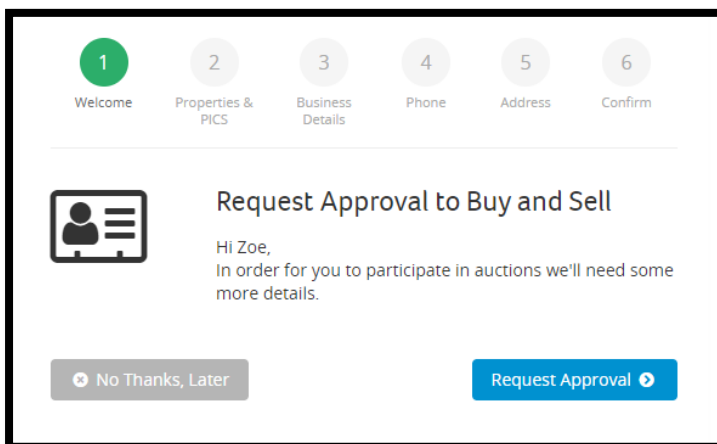 1 2 3 4 5 6
Welcome Properties & Business Phone Address Confirm
PICS Details
Request Approval to Buy and Sell
Hi Zoe,
In order for you to participate in auctions we'll need some
more details.
No Thanks, Later Request Approval